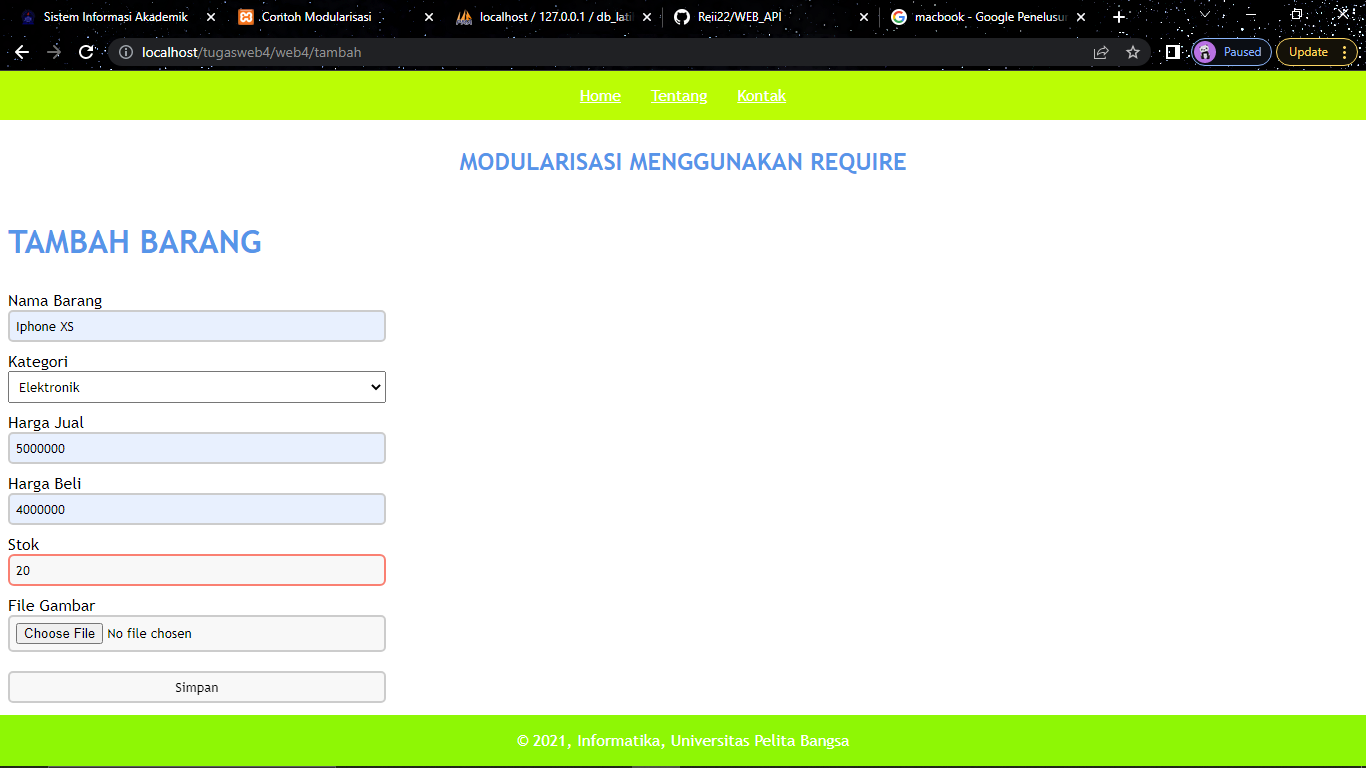 Sistem Informasi Akademik
Contoh Modularisasi
localhost / 127.0.0.1 / db_lati
Reji22/WEB_API
macbook - Google Penelusu
localhost/tugasweb4/web4/tambah
Paused
Update
Home Tentang Kontak
MODULARISASI MENGGUNAKAN REQUIRE
TAMBAH BARANG
Nama Barang
Iphone XS
Kategori
Elektronik
Harga Jual
5000000
Harga Beli
4000000
Stok
20
File Gambar
Choose File No file chosen
Simpan
© 2021, Informatika, Universitas Pelita Bangsa